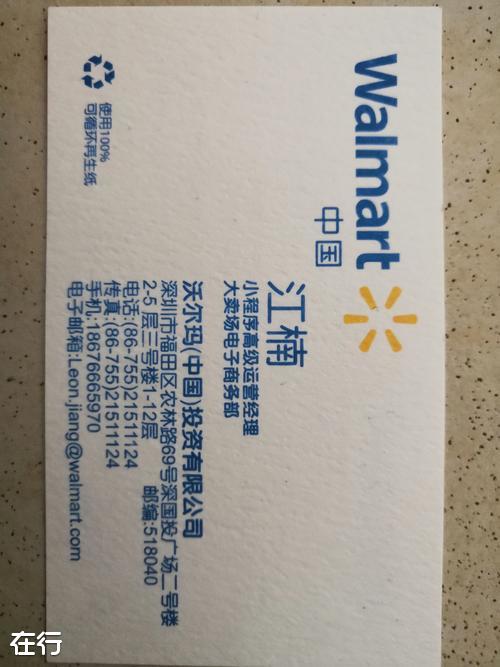 Walmart
中国
江楠
小程序高级运营经理
大卖场电子商务部
沃尔玛(中国)投资有限公司
深圳市福田区农林路69号深国投广场二号楼
2-5 层三号楼1-12层 邮编:518040
电话:(86-755)21511124
传真:(86-755)21511124
手机:18676665970
电子邮箱:Leon.jiang@walmart.com
使用100%
可循环再生纸
在行